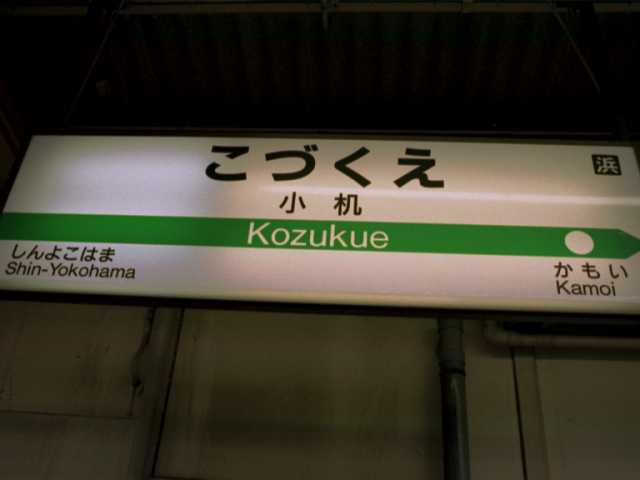 こづくえ
浜
小机
Kozukue
しんよこはま
Shin-Yokohama
かもい
Kamoi